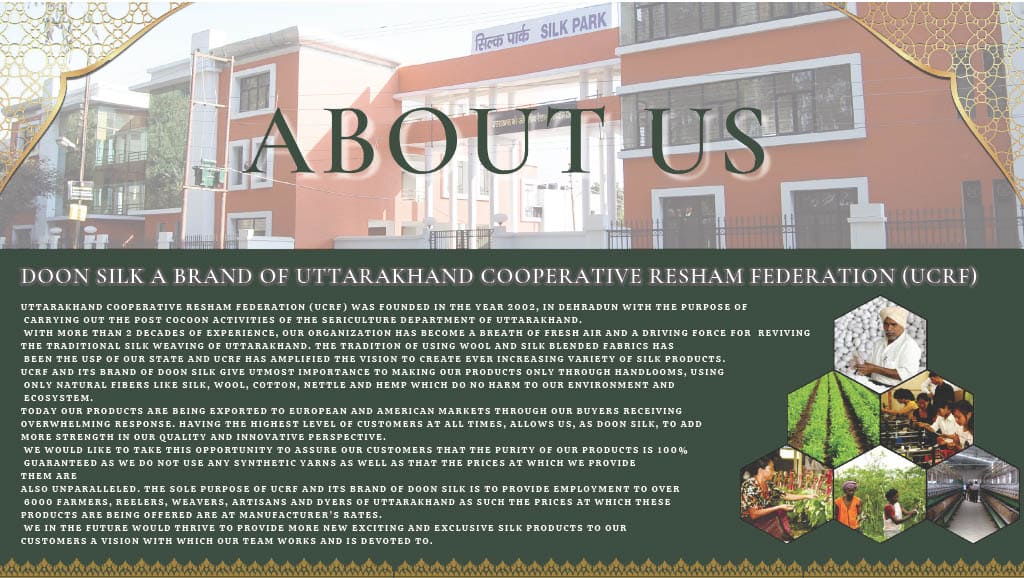 सिल्क पार्क SILK PARK
ABOUT US
DOON SILK A BRAND OF UTTARAKHAND COOPERATIVE RESHAM FEDERATION (UCRF)
UTTARAKHAND COOPERATIVE RESHAM FEDERATION (UCRF) WAS FOUNDED IN THE YEAR 2002, IN DEHRADUN WITH THE PURPOSE OF
CARRYING OUT THE POST COCOON ACTIVITIES OF THE SERICULTURE DEPARTMENT OF UTTARAKHAND.
WITH MORE THAN 2 DECADES OF EXPERIENCE, OUR ORGANIZATION HAS BECOME A BREATH OF FRESH AIR AND A DRIVING FORCE FOR REVIVING
THE TRADITIONAL SILK WEAVING OF UTTARAKHAND. THE TRADITION OF USING WOOL AND SILK BLENDED FABRICS HAS
BEEN THE USP OF OUR STATE AND UCRF HAS AMPLIFIED THE VISION TO CREATE EVER INCREASING VARIETY OF SILK PRODUCTS.
UCRF AND ITS BRAND OF DOON SILK GIVE UTMOST IMPORTANCE TO MAKING OUR PRODUCTS ONLY THROUGH HANDLOOMS, USING
ONLY NATURAL FIBERS LIKE SILK, WOOL, COTTON, NETTLE AND HEMP WHICH DO NO HARM TO OUR ENVIRONMENT AND
ECOSYSTEM.
TODAY OUR PRODUCTS ARE BEING EXPORTED TO EUROPEAN AND AMERICAN MARKETS THROUGH OUR BUYERS RECEIVING
OVERWHELMING RESPONSE. HAVING THE HIGHEST LEVEL OF CUSTOMERS AT ALL TIMES, ALLOWS US, AS DOON SILK, TO ADD
MORE STRENGTH IN OUR QUALITY AND INNOVATIVE PERSPECTIVE.
WE WOULD LIKE TO TAKE THIS OPPORTUNITY TO ASSURE OUR CUSTOMERS THAT THE PURITY OF OUR PRODUCTS IS 100%
GUARANTEED AS WE DO NOT USE ANY SYNTHETIC YARNS AS WELL AS THAT THE PRICES AT WHICH WE PROVIDE
THEM ARE
ALSO UNPARALLELED. THE SOLE PURPOSE OF UCRF AND ITS BRAND OF DOON SILK IS TO PROVIDE EMPLOYMENT TO OVER
6000 FARMERS, REELERS, WEAVERS, ARTISANS AND DYERS OF UTTARAKHAND AS SUCH THE PRICES AT WHICH THESE
PRODUCTS ARE BEING OFFERED ARE AT MANUFACTURER'S RATES.
WE IN THE FUTURE WOULD THRIVE TO PROVIDE MORE NEW EXCITING AND EXCLUSIVE SILK PRODUCTS TO OUR
CUSTOMERS A VISION WITH WHICH OUR TEAM WORKS AND IS DEVOTED TO.